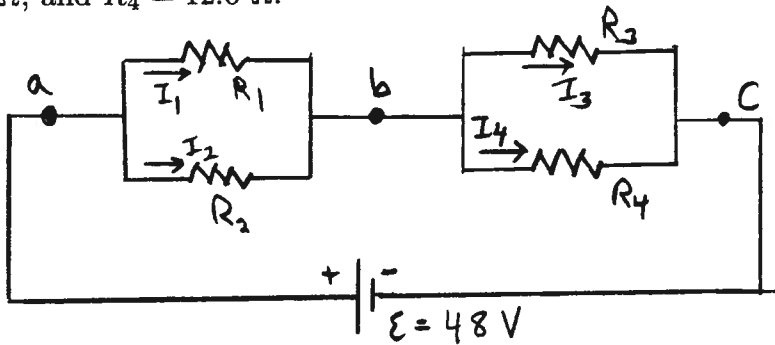 and R₄ = 12.0
R₃
a
I₁
R₁
b
I₃
C
I₂
I₄
R₂
R₄
+ -
ℰ = 48 V